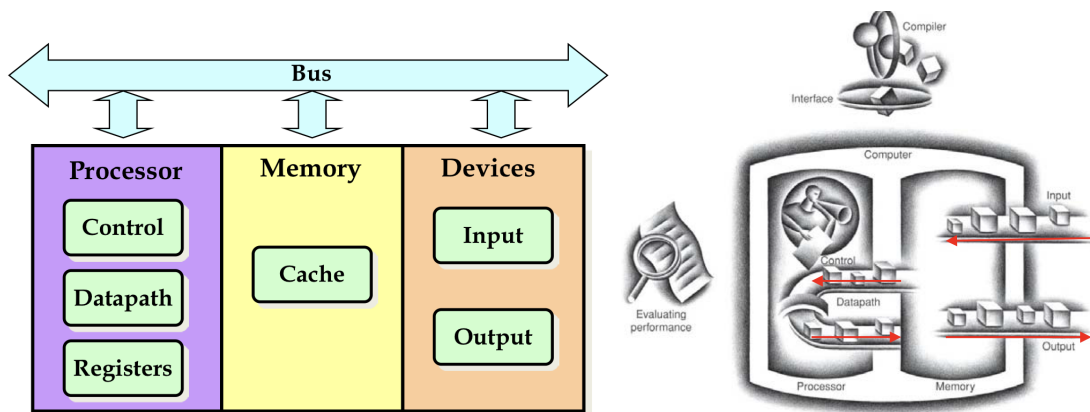 Bus
Processor
Control
Datapath
Registers
Memory
Cache
Devices
Input
Output
Compiler
Interface
Computer
Control
Datapath
Processor
Memory
Input
Output
Evaluating
performance